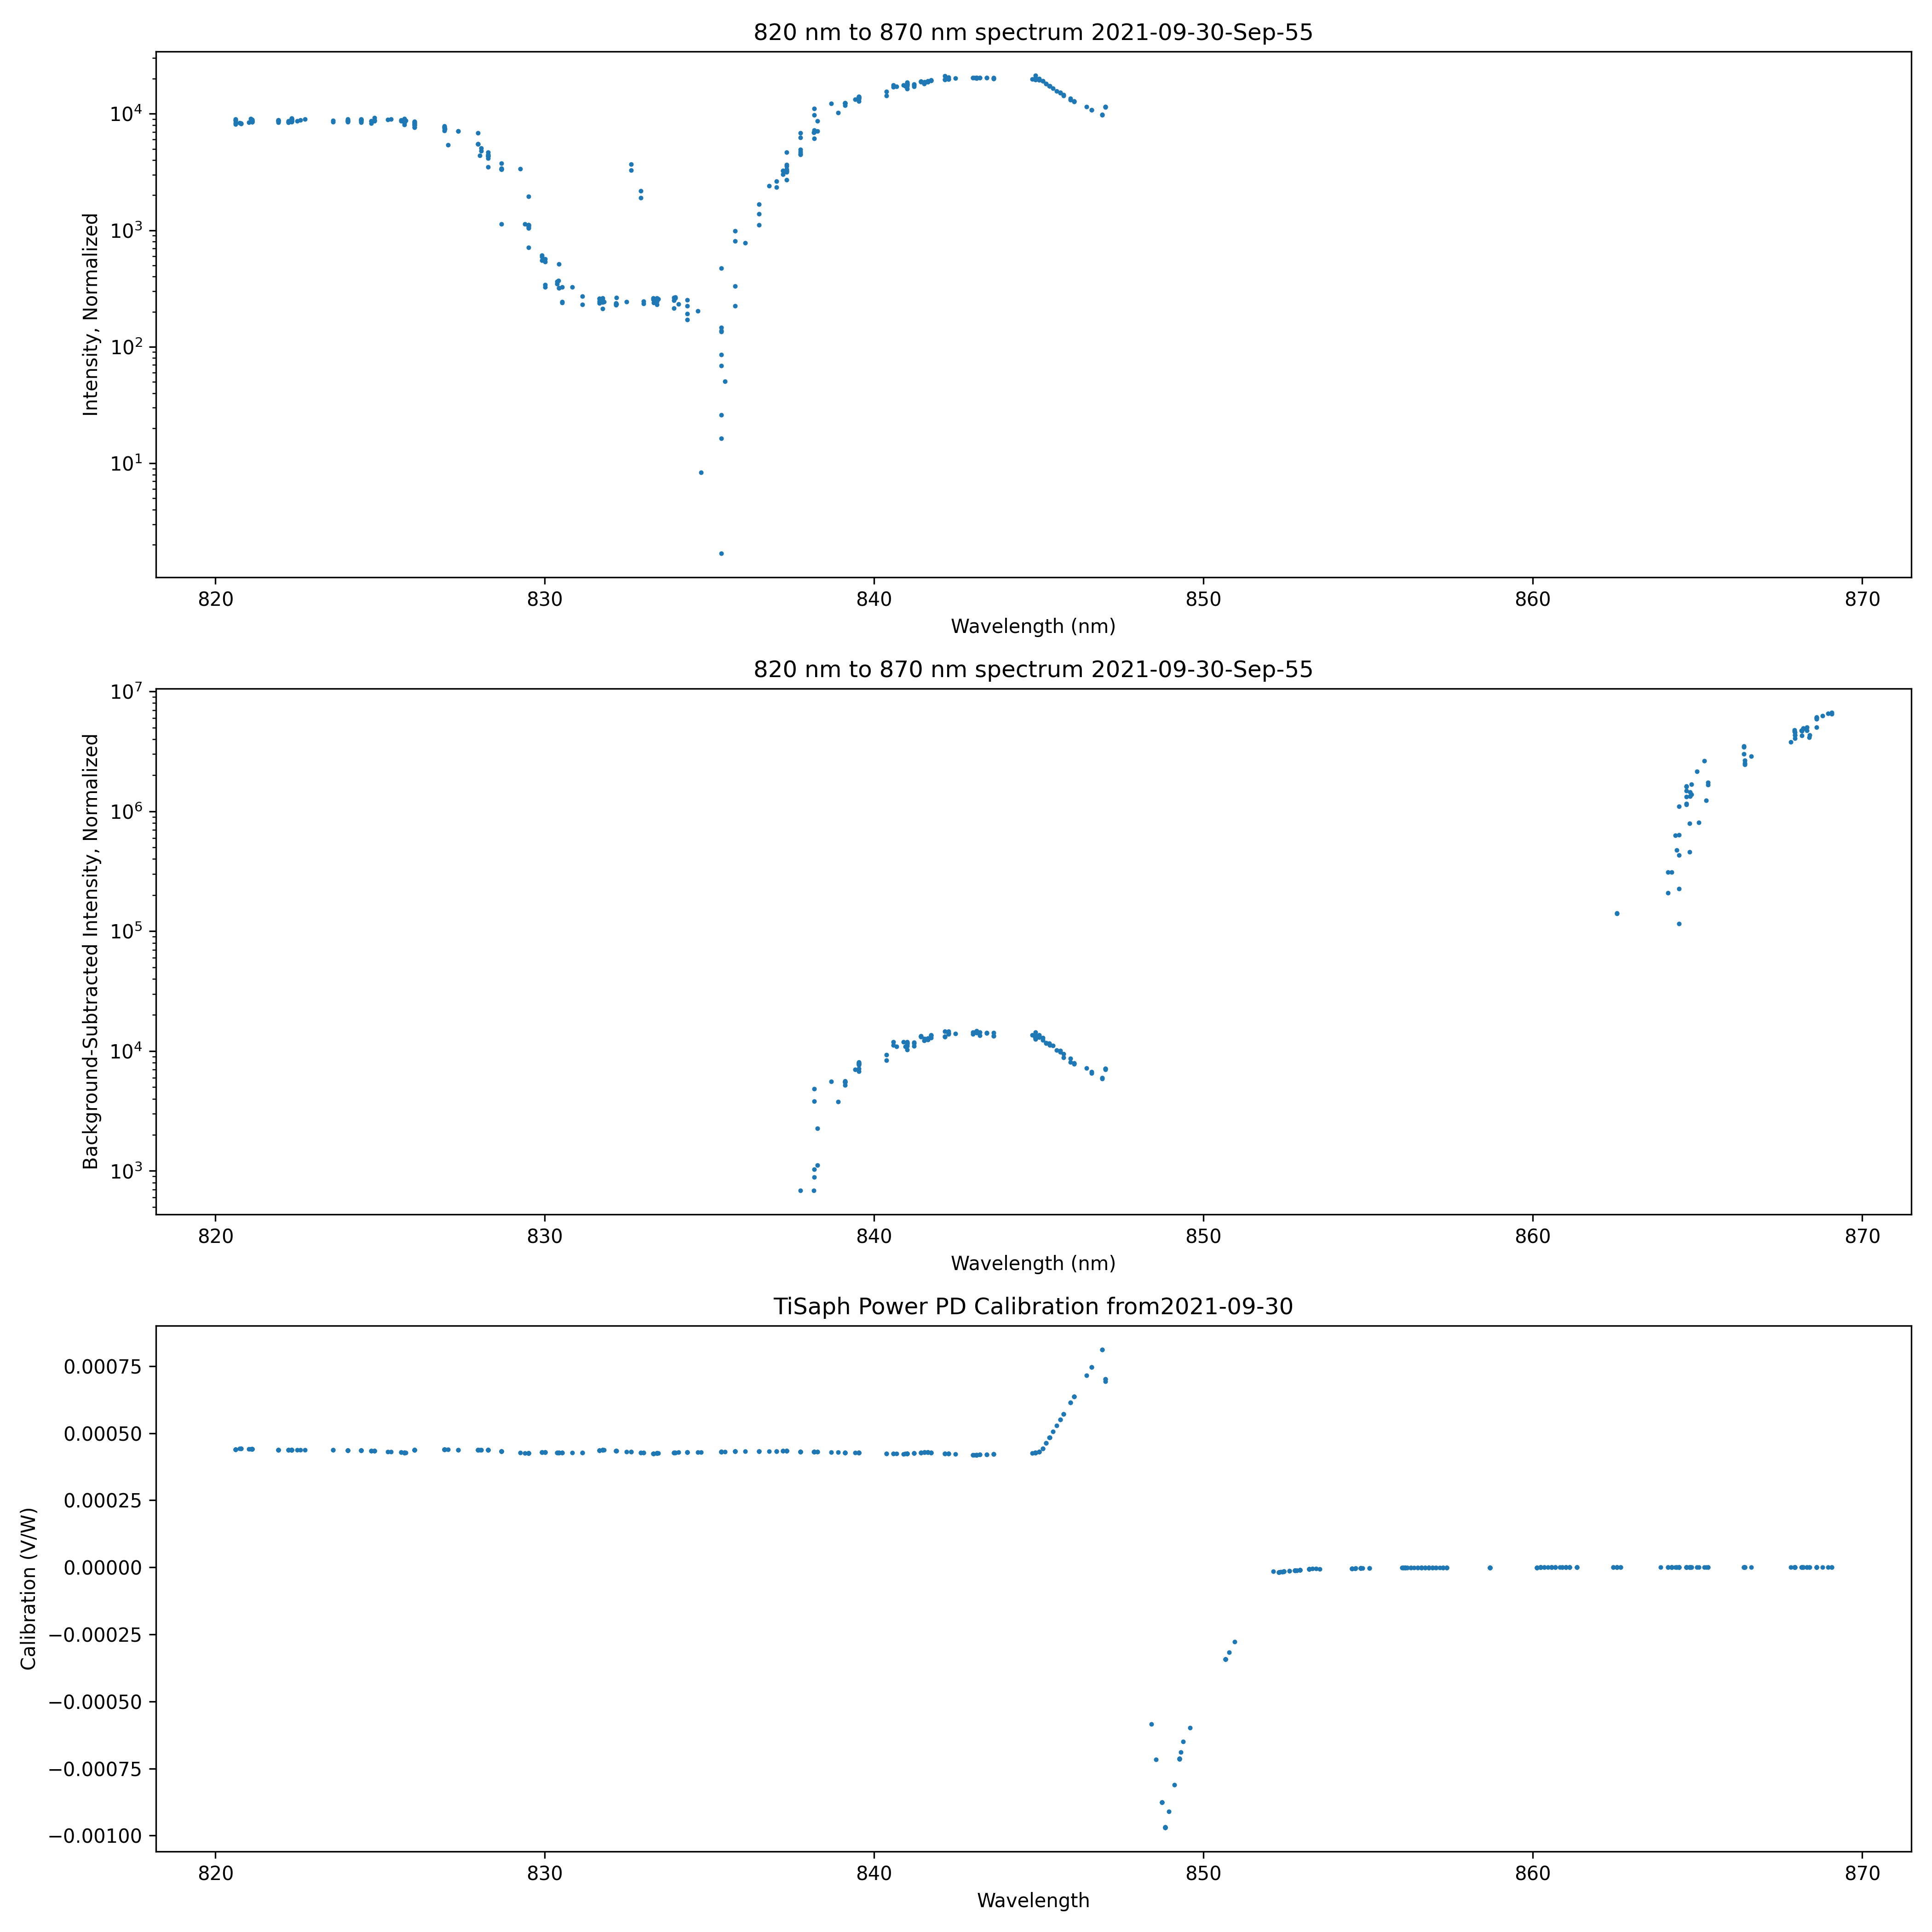 820 nm to 870 nm spectrum 2021-09-30-Sep-55
Intensity, Normalized
10^4
10^3
10^2
10^1
820 830 840 850 860 870
Wavelength (nm)
820 nm to 870 nm spectrum 2021-09-30-Sep-55
Background-Subtracted Intensity, Normalized
10^7
10^6
10^5
10^4
10^3
820 830 840 850 860 870
Wavelength (nm)
TiSaph Power PD Calibration from2021-09-30
Calibration (V/W)
0.00075
0.00050
0.00025
0.00000
−0.00025
−0.00050
−0.00075
−0.00100
820 830 840 850 860 870
Wavelength